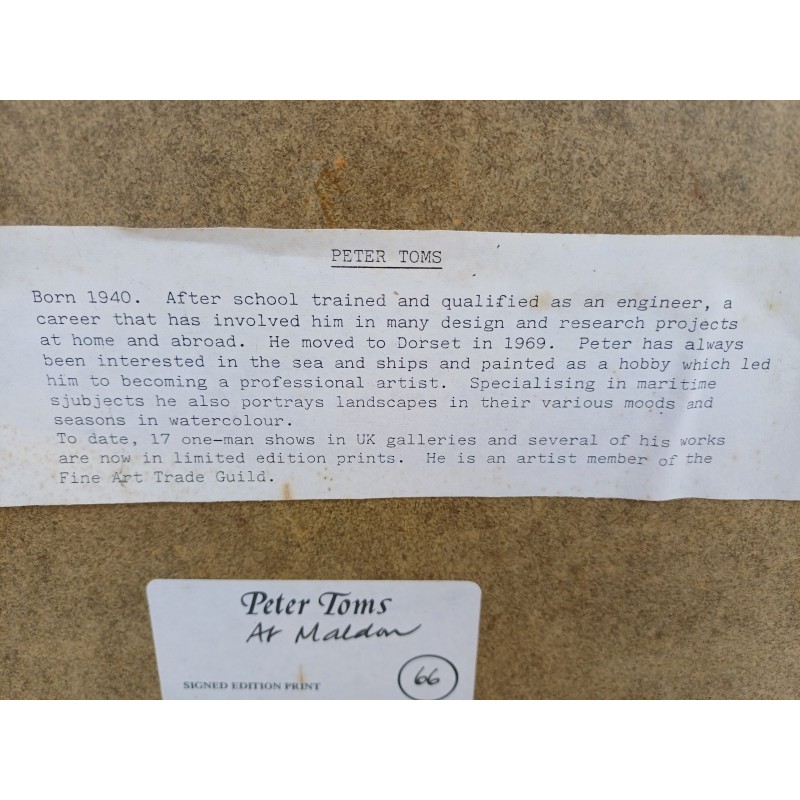 PETER TOMS
Born 1940. After school trained and qualified as an engineer, a
career that has involved him in many design and research projects
at home and abroad. He moved to Dorset in 1969. Peter has always
been interested in the sea and ships and painted as a hobby which led
him to becoming a professional artist. Specialising in maritime
sjubjects he also portrays landscapes in their various moods and
seasons in watercolour.
To date, 17 one-man shows in UK galleries and several of his works
are now in limited edition prints. He is an artist member of the
Fine Art Trade Guild.
Peter Toms
At Maldon
SIGNED EDITION PRINT
66